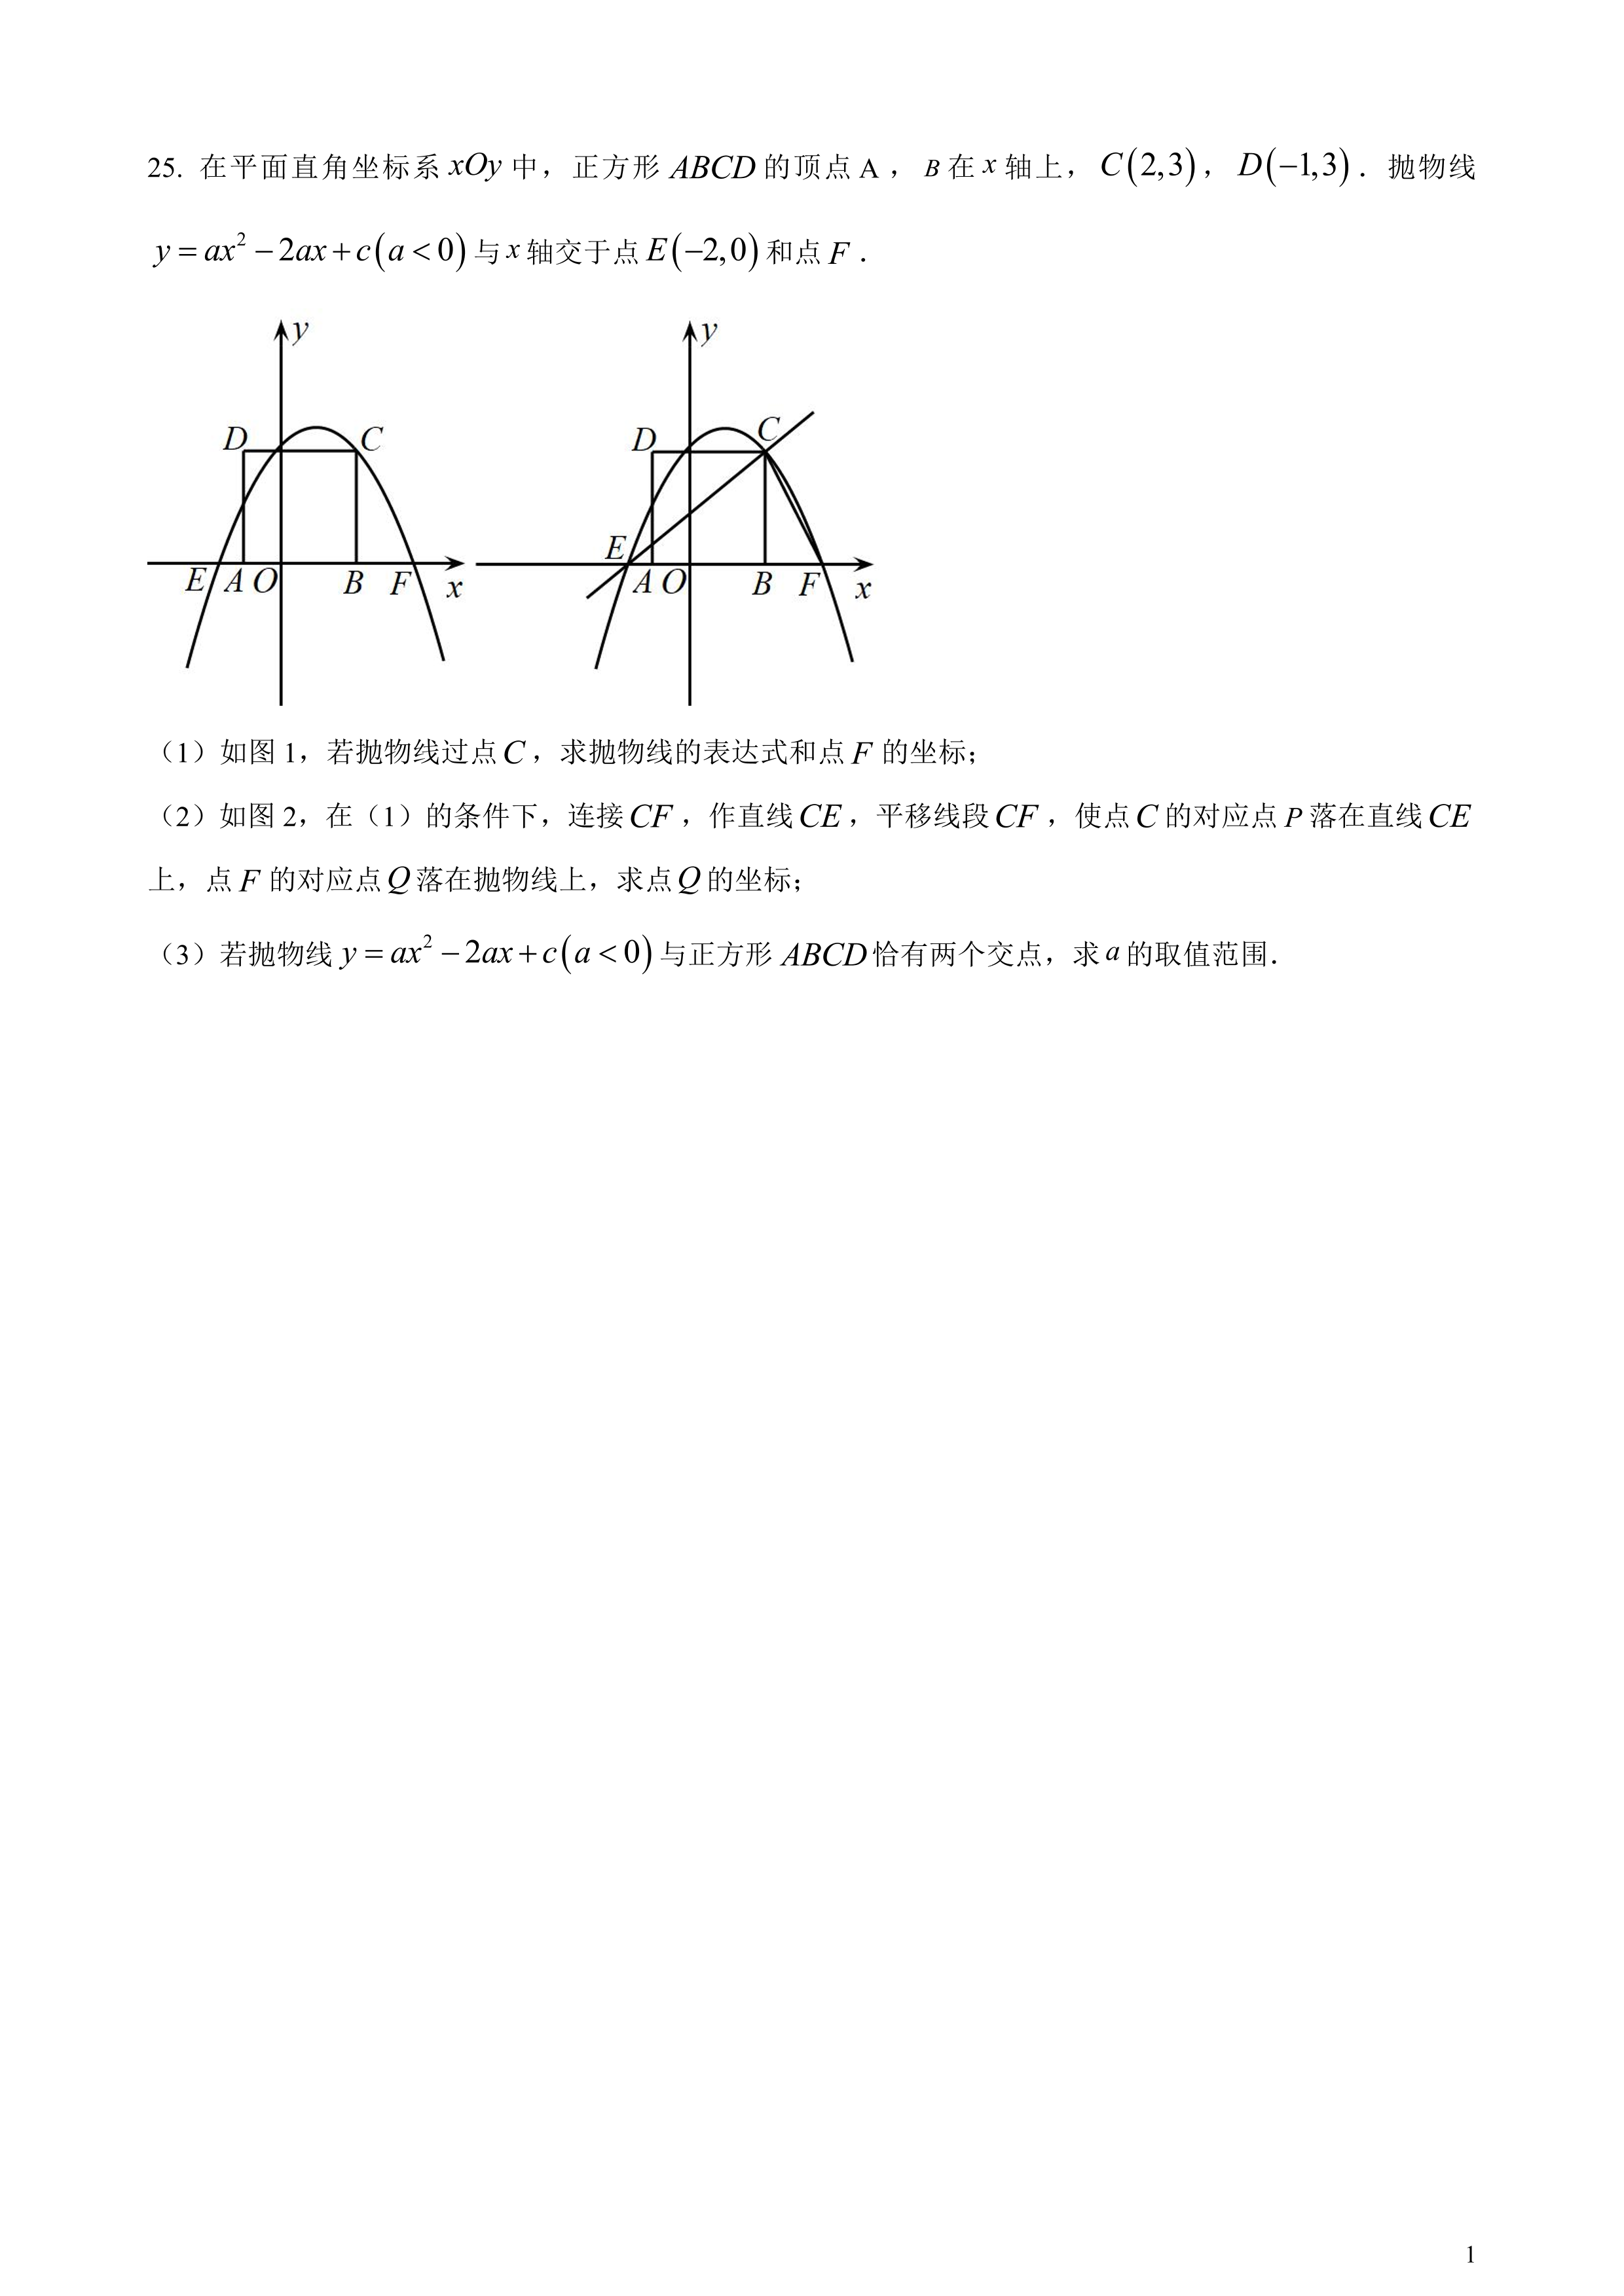 25. 在平面直角坐标系 xOy 中，正方形 ABCD 的顶点 A ，B 在 x 轴上，C(2,3)，D(−1,3)．抛物线
y = ax² − 2ax + c(a < 0) 与 x 轴交于点 E(−2,0) 和点 F．
y
D
C
E
A
O
B
F
x
y
D
C
E
A
O
B
F
x
（1）如图 1，若抛物线过点 C，求抛物线的表达式和点 F 的坐标；
（2）如图 2，在（1）的条件下，连接 CF，作直线 CE，平移线段 CF，使点 C 的对应点 P 落在直线 CE
上，点 F 的对应点 Q 落在抛物线上，求点 Q 的坐标；
（3）若抛物线 y = ax² − 2ax + c(a < 0) 与正方形 ABCD 恰有两个交点，求 a 的取值范围．
1